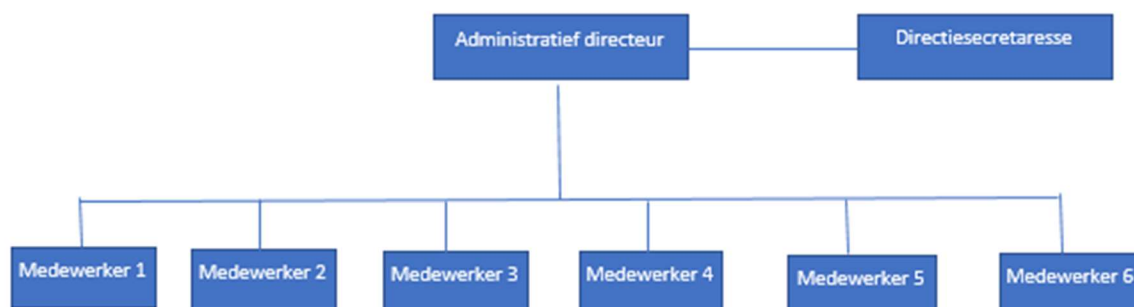 Administratief directeur
Directiesecretaresse
Medewerker 1
Medewerker 2
Medewerker 3
Medewerker 4
Medewerker 5
Medewerker 6